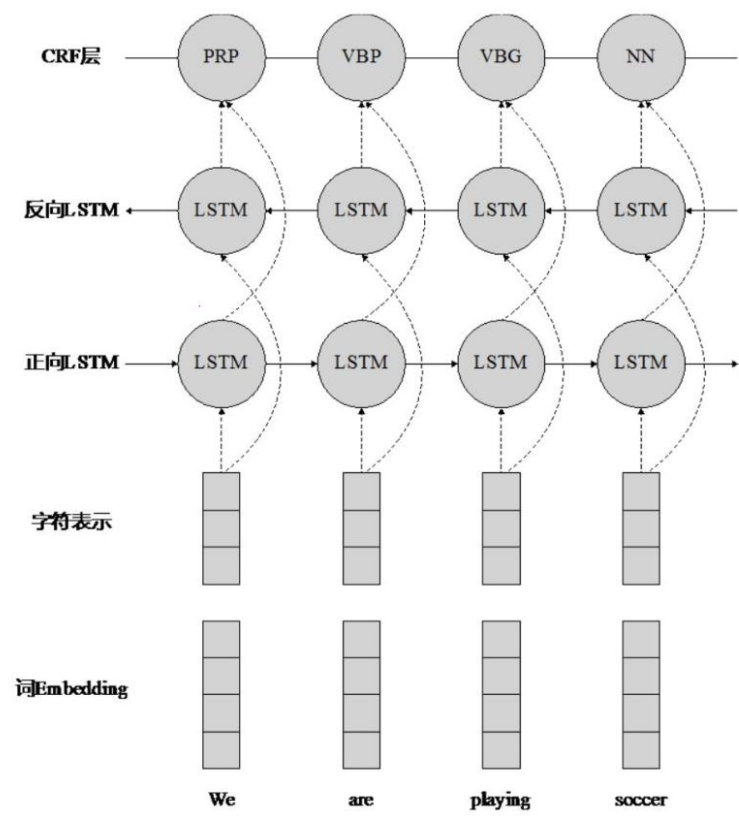 CRF层 PRP VBP VBG NN
反向LSTM LSTM LSTM LSTM LSTM
正向LSTM LSTM LSTM LSTM LSTM
字符表示
词Embedding
We are playing soccer